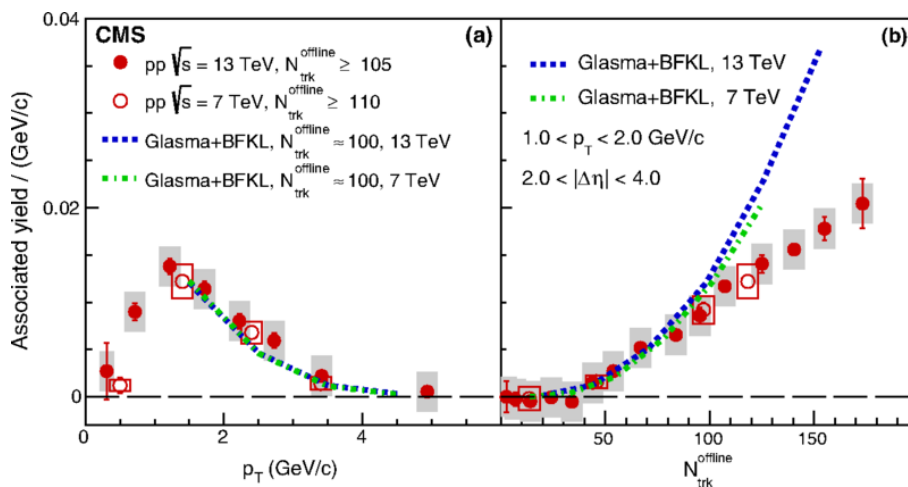 0.04
0.02
0
Associated yield / (GeV/c)
CMS
(a)
pp √s = 13 TeV, N_trk^offline ≥ 105
pp √s = 7 TeV, N_trk^offline ≥ 110
Glasma+BFKL, N_trk^offline ≈ 100, 13 TeV
Glasma+BFKL, N_trk^offline ≈ 100, 7 TeV
0 2 4
p_T (GeV/c)
(b)
Glasma+BFKL, 13 TeV
Glasma+BFKL, 7 TeV
1.0 < p_T < 2.0 GeV/c
2.0 < |Δη| < 4.0
50 100 150
N_trk^offline